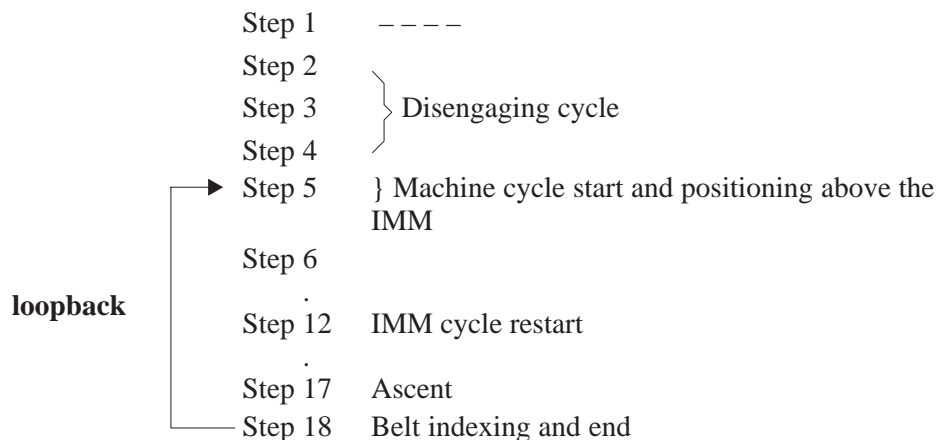 Step 1 – – – –
Step 2
Step 3 Disengaging cycle
Step 4
Step 5 } Machine cycle start and positioning above the
IMM
Step 6
.
loopback
Step 12 IMM cycle restart
.
Step 17 Ascent
Step 18 Belt indexing and end